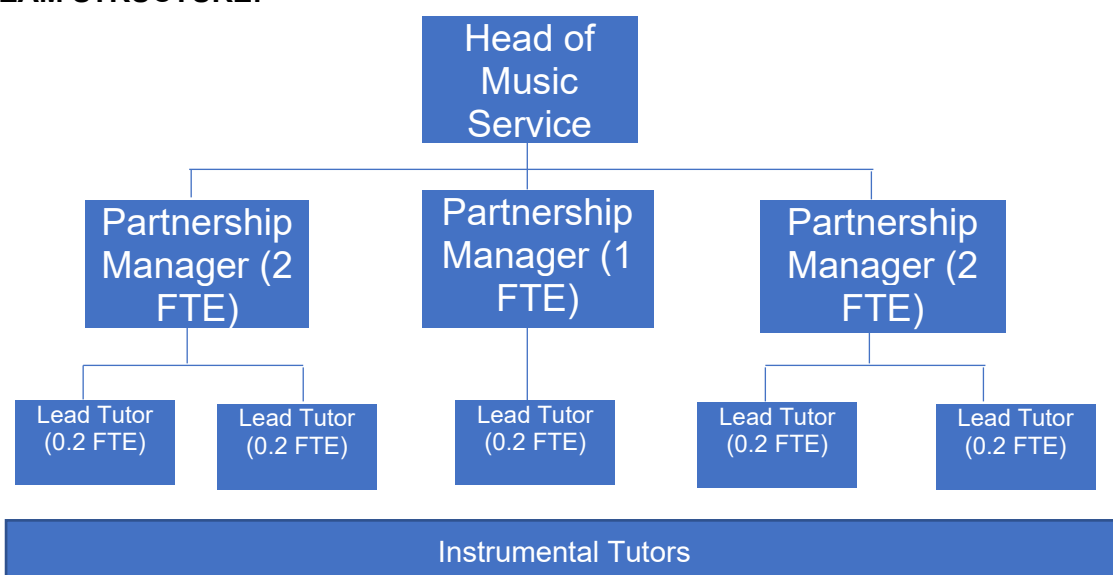 Head of
Music
Service
Partnership
Manager (2
FTE)
Partnership
Manager (1
FTE)
Partnership
Manager (2
FTE)
Lead Tutor
(0.2 FTE)
Lead Tutor
(0.2 FTE)
Lead Tutor
(0.2 FTE)
Lead Tutor
(0.2 FTE)
Lead Tutor
(0.2 FTE)
Instrumental Tutors